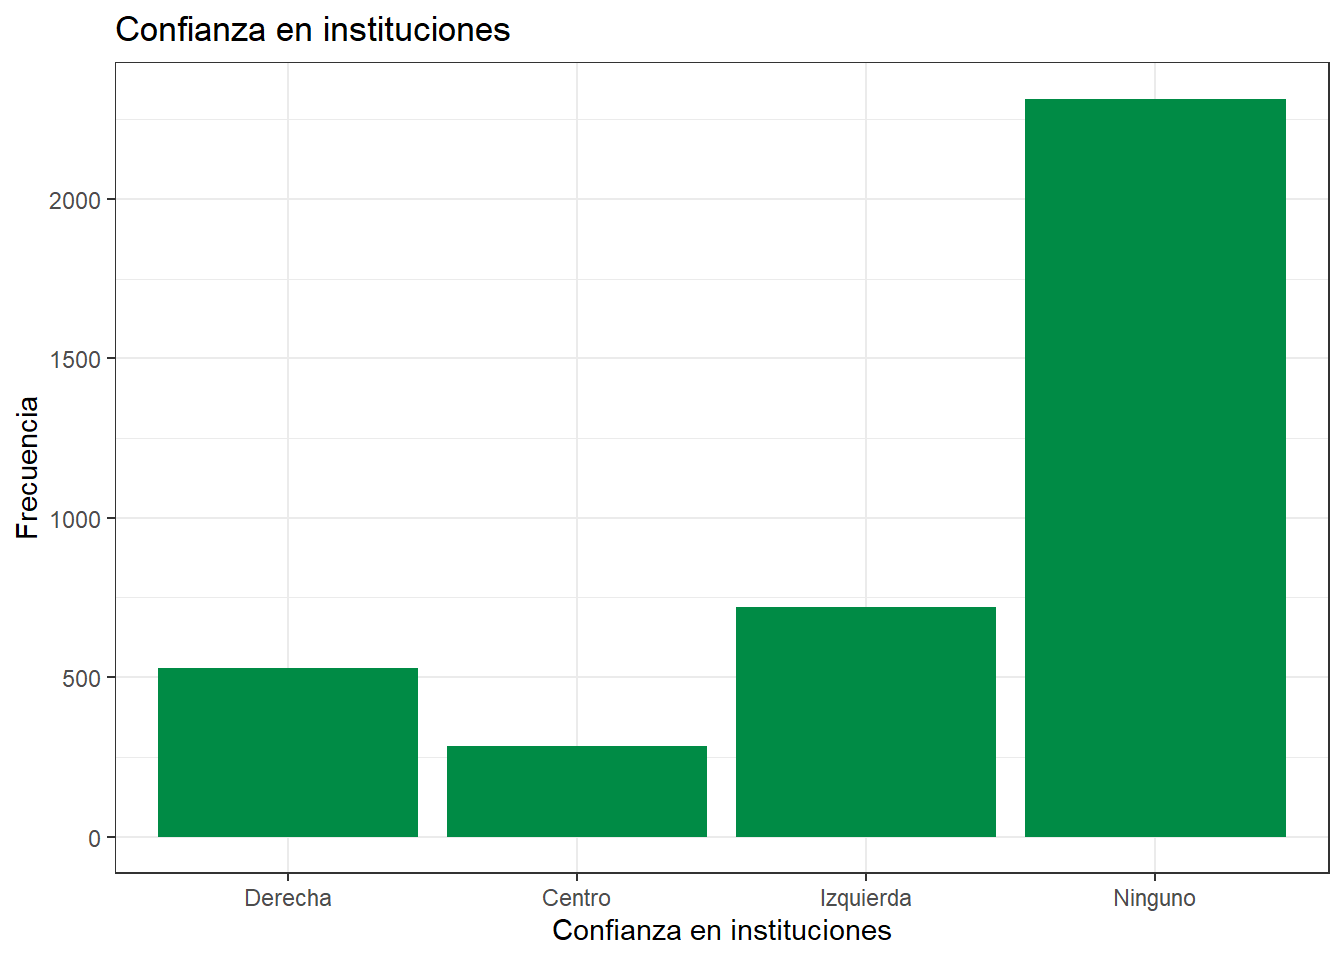 Confianza en instituciones
Frecuencia
2000
1500
1000
500
0
Derecha Centro Izquierda Ninguno
Confianza en instituciones